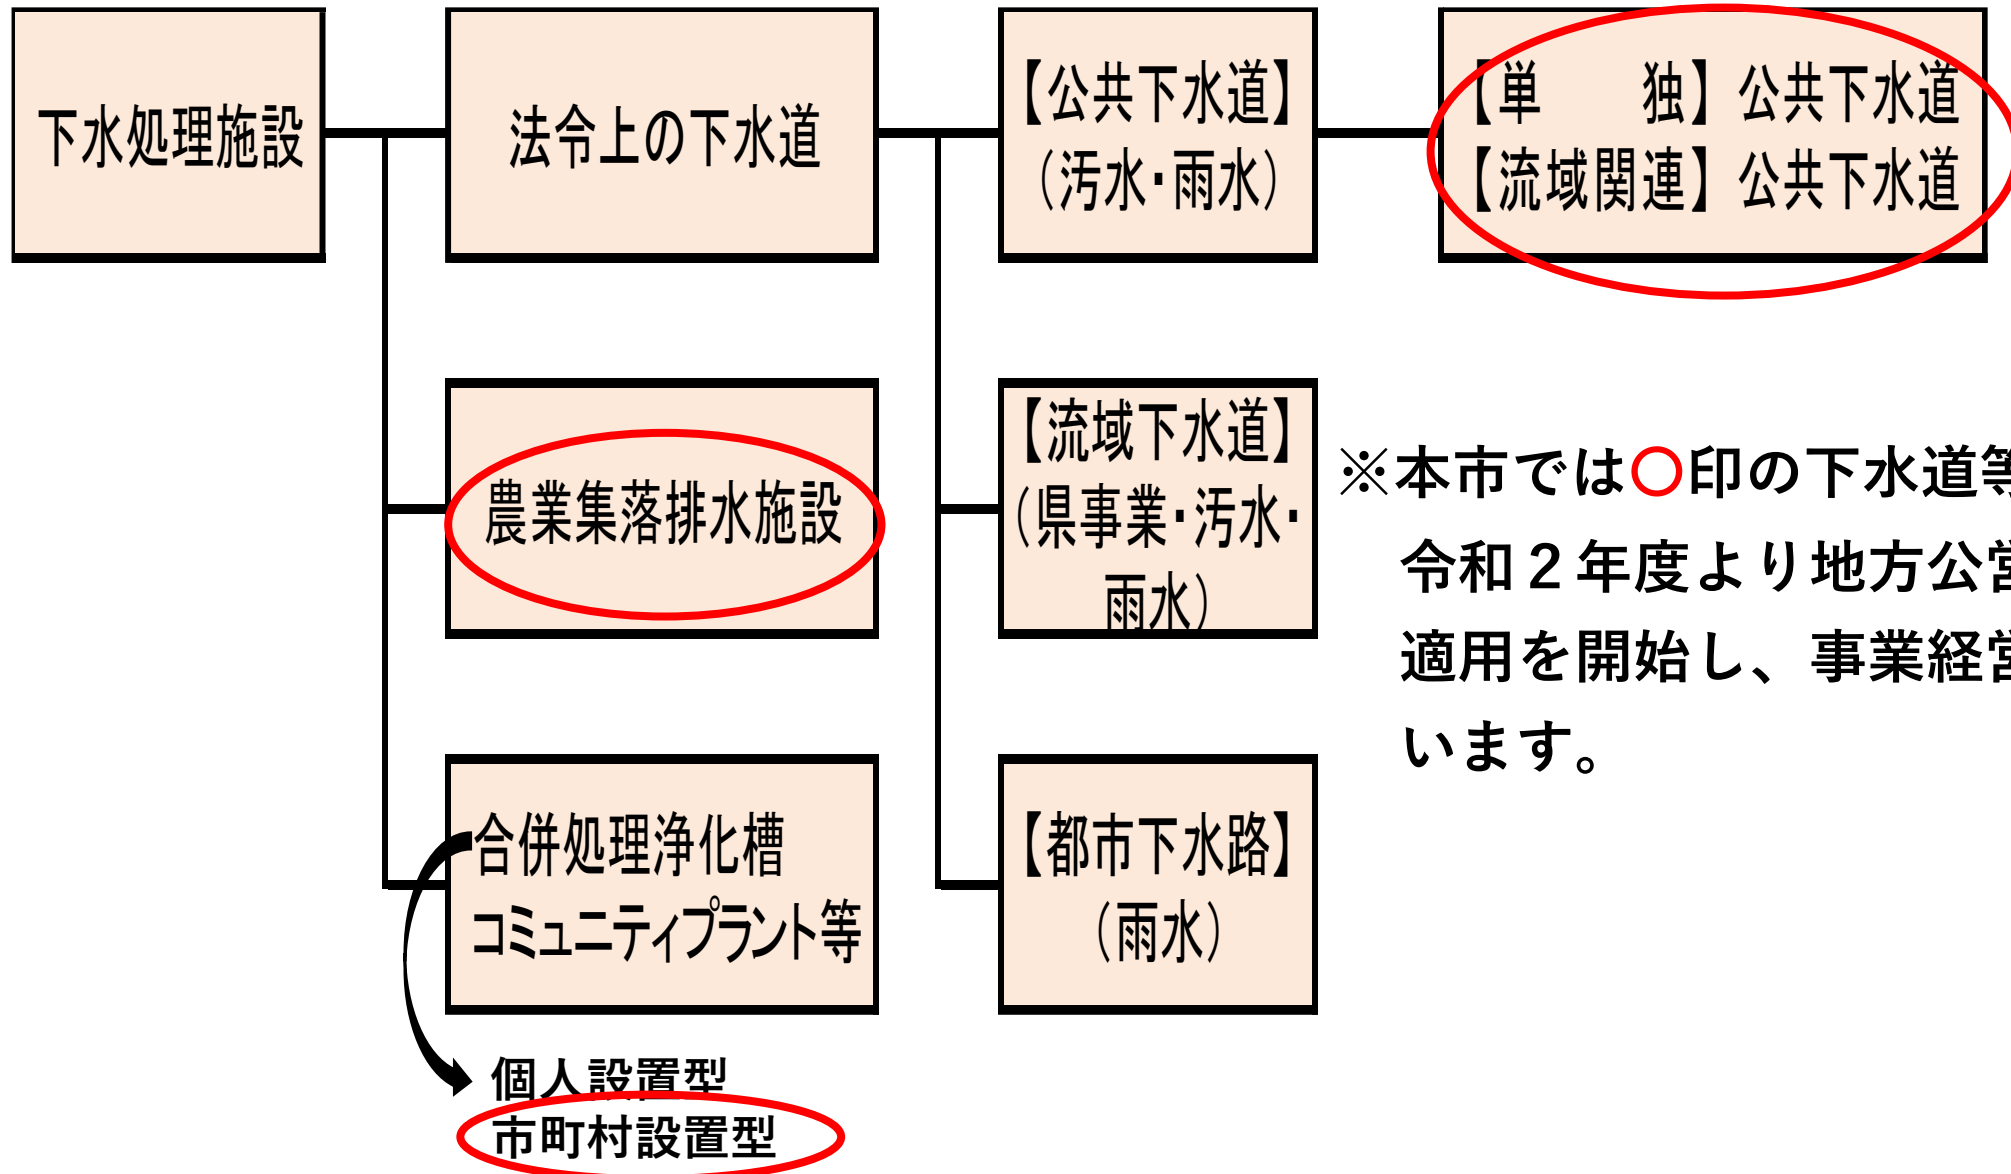 下水処理施設
法令上の下水道
【公共下水道】
（汚水・雨水）
【単　　独】公共下水道
【流域関連】公共下水道
農業集落排水施設
【流域下水道】
（県事業・汚水・
雨水）
合併処理浄化槽
コミュニティプラント等
【都市下水路】
（雨水）
個人設置型
市町村設置型
※本市では〇印の下水道等
令和２年度より地方公営
適用を開始し、事業経営
います。